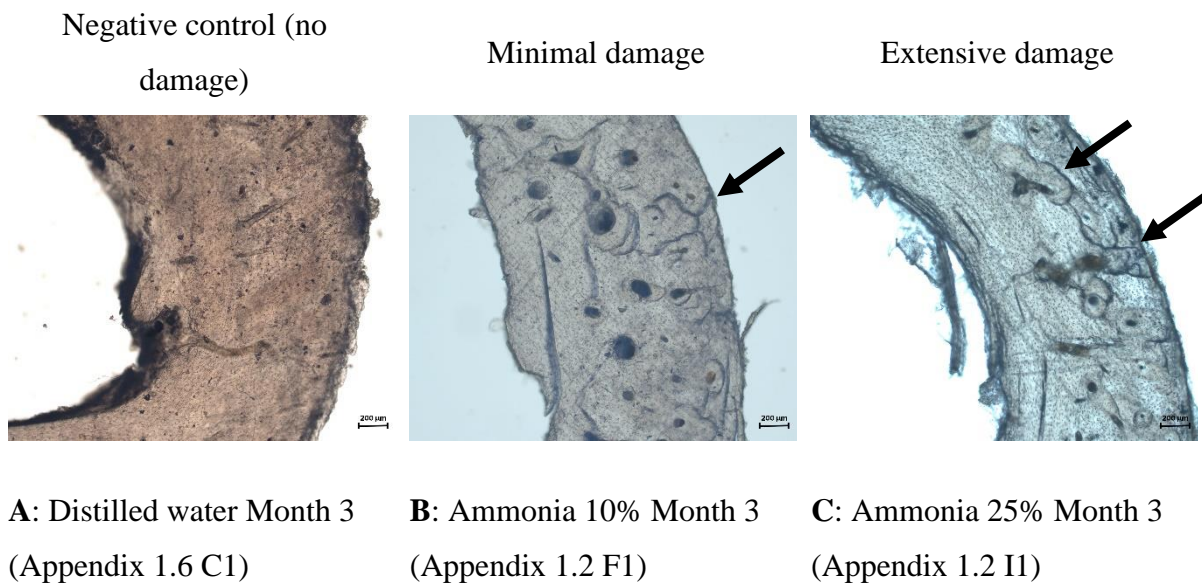 Negative control (no
damage)
Minimal damage
Extensive damage
200 µm
200 µm
200 µm
A: Distilled water Month 3
(Appendix 1.6 C1)
B: Ammonia 10% Month 3
(Appendix 1.2 F1)
C: Ammonia 25% Month 3
(Appendix 1.2 I1)